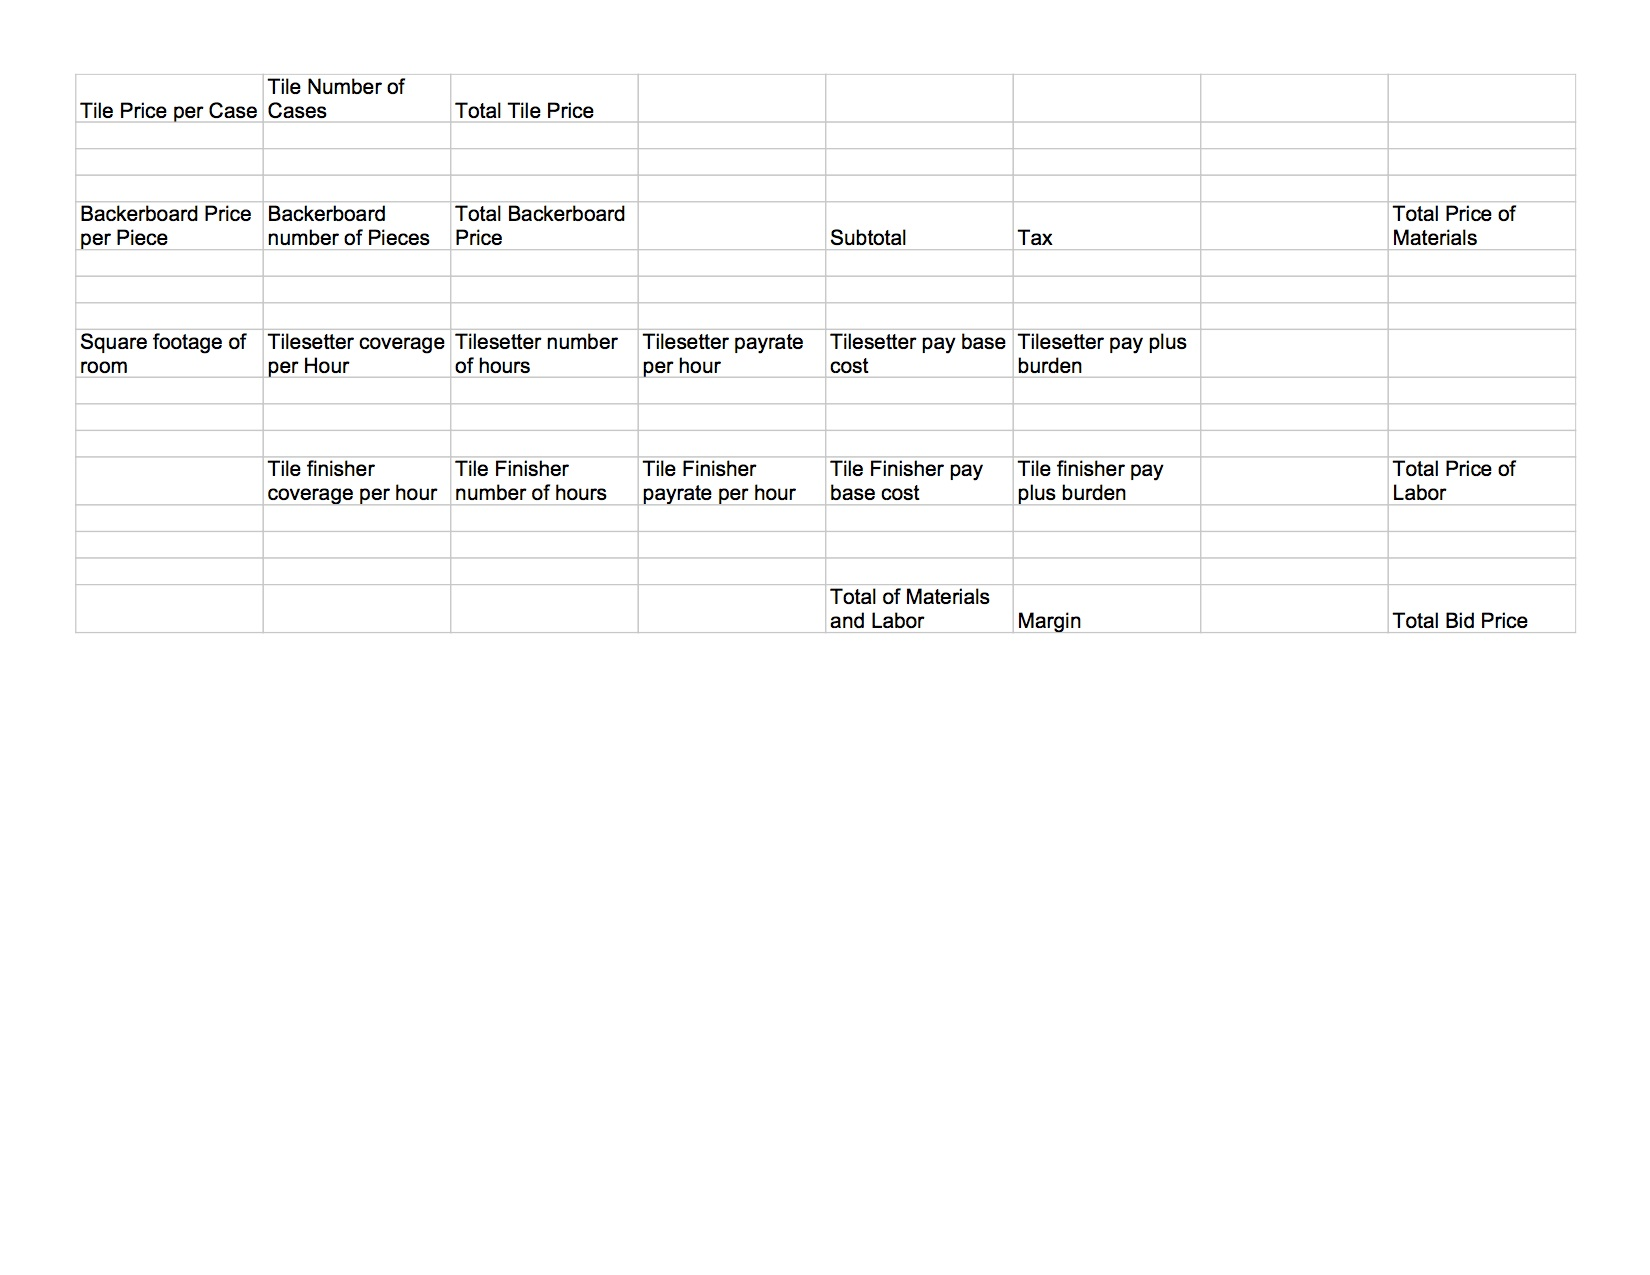 Tile Price per Case Tile Number of Cases Total Tile Price
Backerboard Price per Piece Backerboard number of Pieces Total Backerboard Price Subtotal Tax Total Price of Materials
Square footage of room Tilesetter coverage per Hour Tilesetter number of hours Tilesetter payrate per hour Tilesetter pay base cost Tilesetter pay plus burden
Tile finisher coverage per hour Tile Finisher number of hours Tile Finisher payrate per hour Tile Finisher pay base cost Tile finisher pay plus burden Total Price of Labor
Total of Materials and Labor Margin Total Bid Price